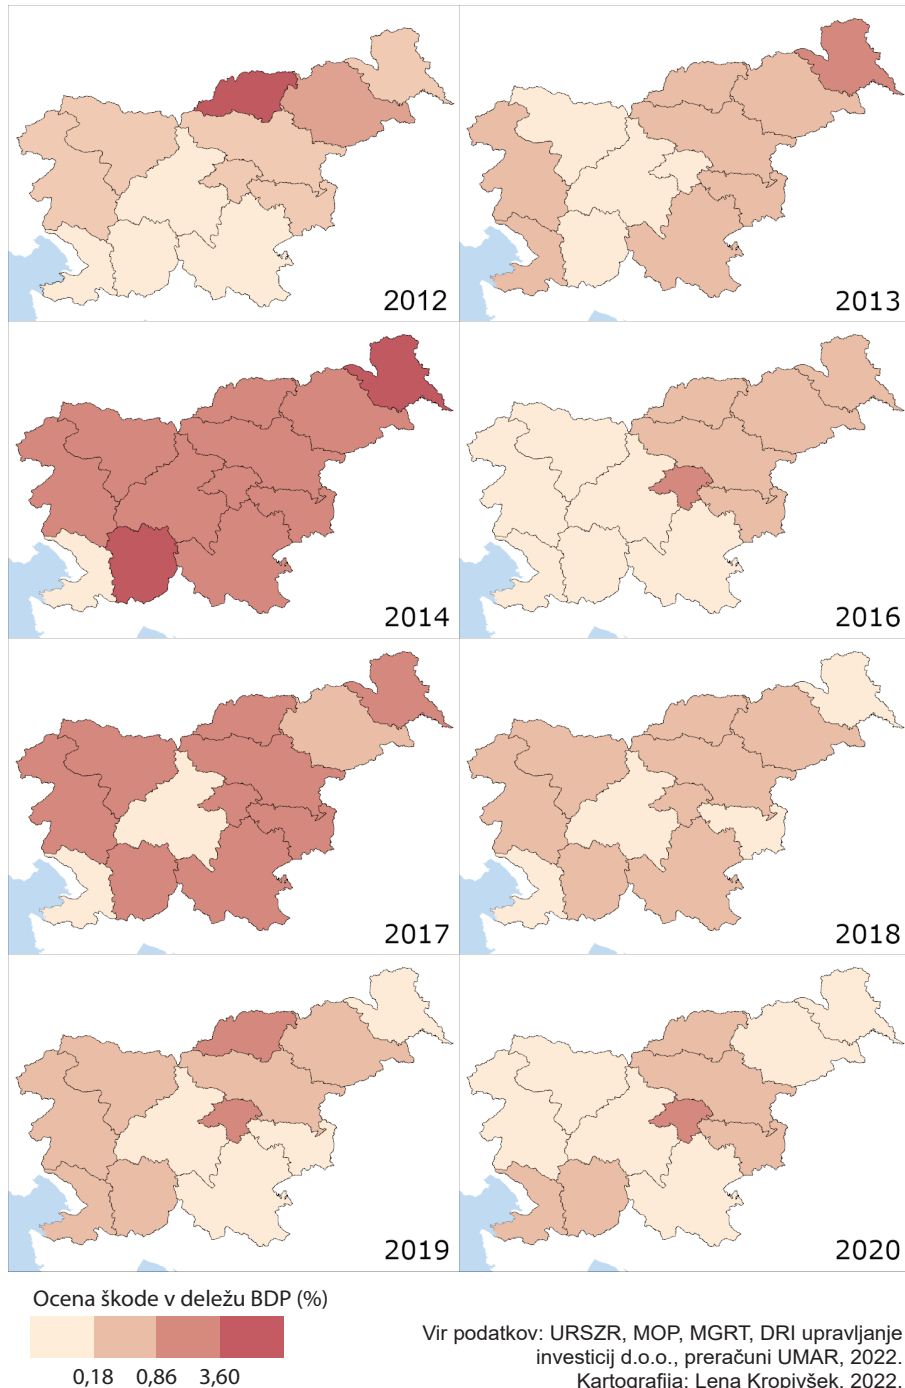 2012
2013
2014
2016
2017
2018
2019
2020
Ocena škode v deležu BDP (%)
0,18 0,86 3,60
Vir podatkov: URSZR, MOP, MGRT, DRI upravljanje
investicij d.o.o., preračuni UMAR, 2022.
Kartografija: Lena Kropivšek, 2022.